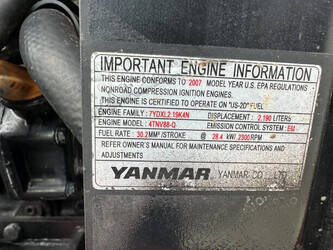 IMPORTANT ENGINE INFORMATION
THIS ENGINE CONFORMS TO 2007 MODEL YEAR U.S. EPA REGULATIONS
NONROAD COMPRESSION IGNITION ENGINES.
THIS ENGINE IS CERTIFIED TO OPERATE ON "US-2D" FUEL
ENGINE FAMILY : 7YDXL2.19K4N DISPLACEMENT : 2.190 LITERS
ENGINE MODEL: 4TNV88-D EMISSION CONTROL SYSTEM: EM
FUEL RATE : 30.2 MM³ /STROKE @ 28.4 kW/ 2300 RPM
REFER OWNER'S MANUAL FOR MAINTENANCE SPECIFICATIONS AND
ADJUSTMENTS
YANMAR YANMAR CO., LTD.